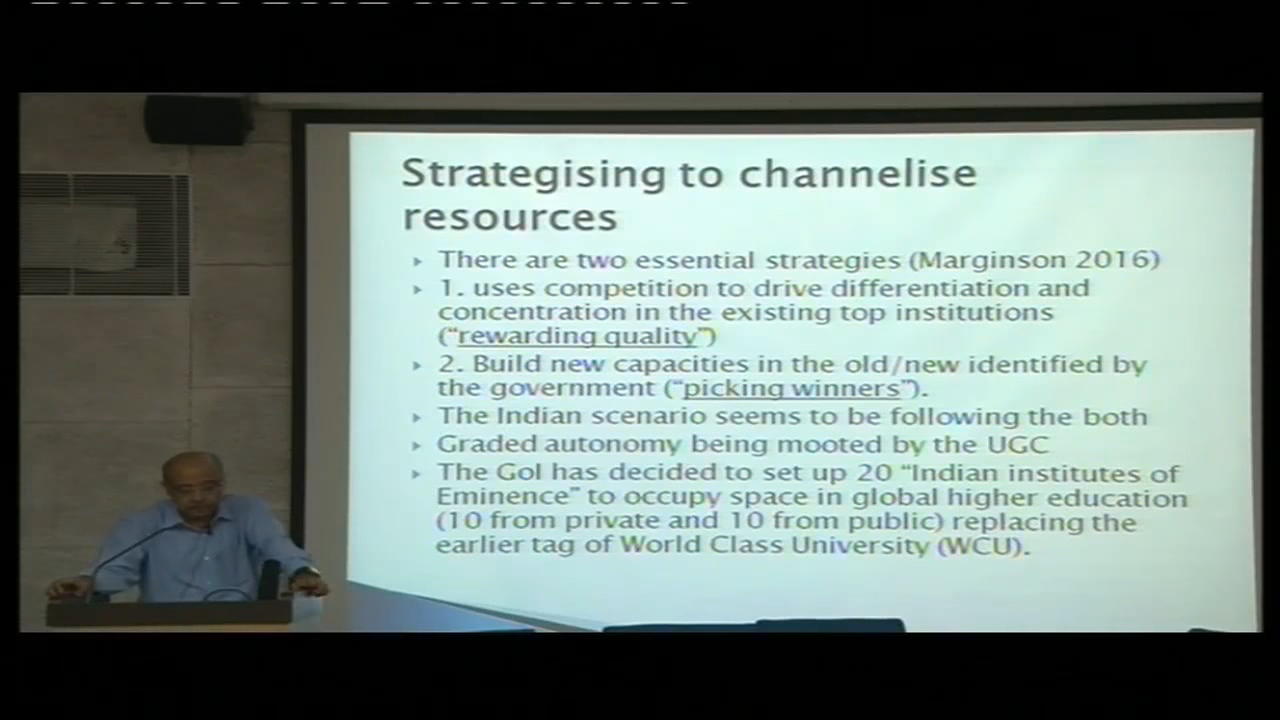 Strategising to channelise
resources
There are two essential strategies (Marginson 2016)
1. uses competition to drive differentiation and
concentration in the existing top institutions
("rewarding quality")
2. Build new capacities in the old/new identified by
the government ("picking winners").
The Indian scenario seems to be following the both
Graded autonomy being mooted by the UGC
The GoI has decided to set up 20 "Indian institutes of
Eminence" to occupy space in global higher education
(10 from private and 10 from public) replacing the
earlier tag of World Class University (WCU).